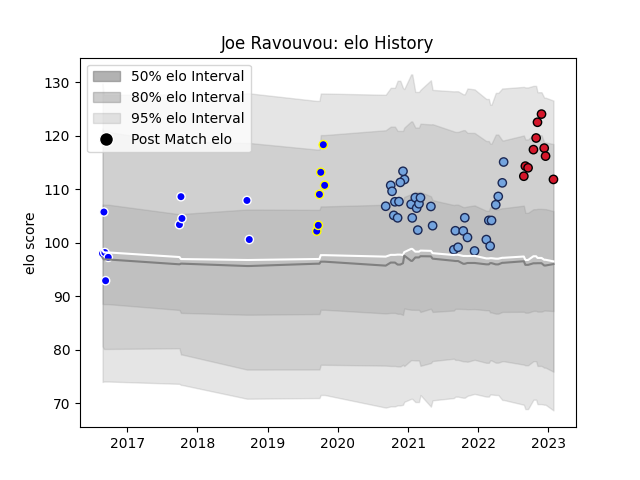 Joe Ravouvou: elo History
50% elo Interval
80% elo Interval
95% elo Interval
Post Match elo
elo score
130
120
110
100
90
80
70
2017
2018
2019
2020
2021
2022
2023